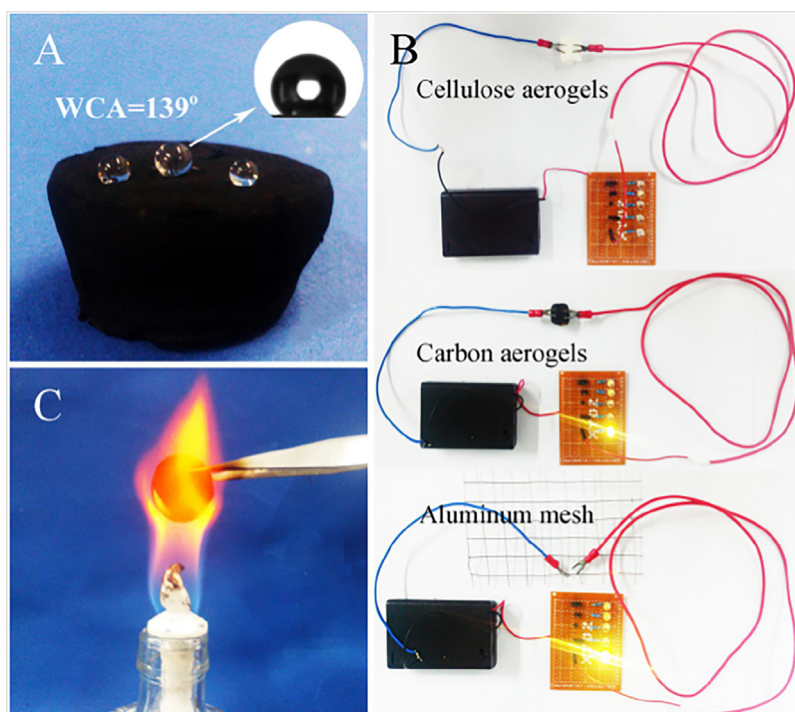 A
WCA=139°
B
Cellulose aerogels
Carbon aerogels
Aluminum mesh
C